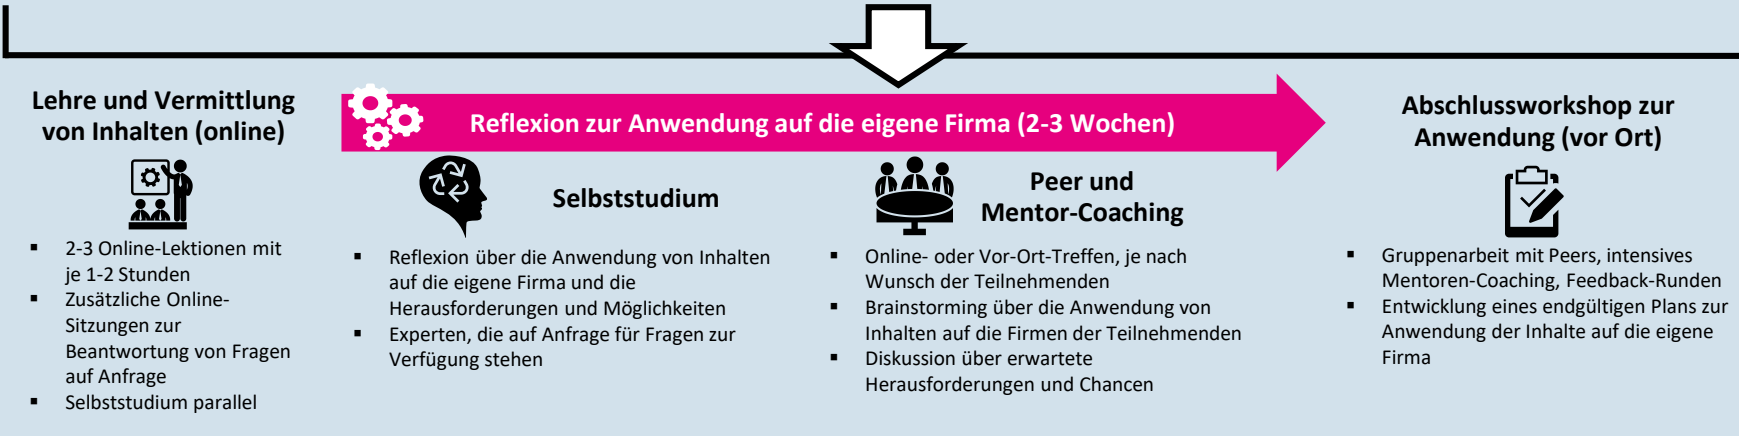 Lehre und Vermittlung
von Inhalten (online)
▪ 2-3 Online-Lektionen mit
je 1-2 Stunden
▪ Zusätzliche Online-
Sitzungen zur
Beantwortung von Fragen
auf Anfrage
▪ Selbststudium parallel
Reflexion zur Anwendung auf die eigene Firma (2-3 Wochen)
Selbststudium
▪ Reflexion über die Anwendung von Inhalten
auf die eigene Firma und die
Herausforderungen und Möglichkeiten
▪ Experten, die auf Anfrage für Fragen zur
Verfügung stehen
Peer und
Mentor-Coaching
▪ Online- oder Vor-Ort-Treffen, je nach
Wunsch der Teilnehmenden
▪ Brainstorming über die Anwendung von
Inhalten auf die Firmen der Teilnehmenden
▪ Diskussion über erwartete
Herausforderungen und Chancen
Abschlussworkshop zur
Anwendung (vor Ort)
▪ Gruppenarbeit mit Peers, intensives
Mentoren-Coaching, Feedback-Runden
▪ Entwicklung eines endgültigen Plans zur
Anwendung der Inhalte auf die eigene
Firma